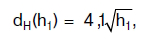 dH(h1) = 4,1√h1,